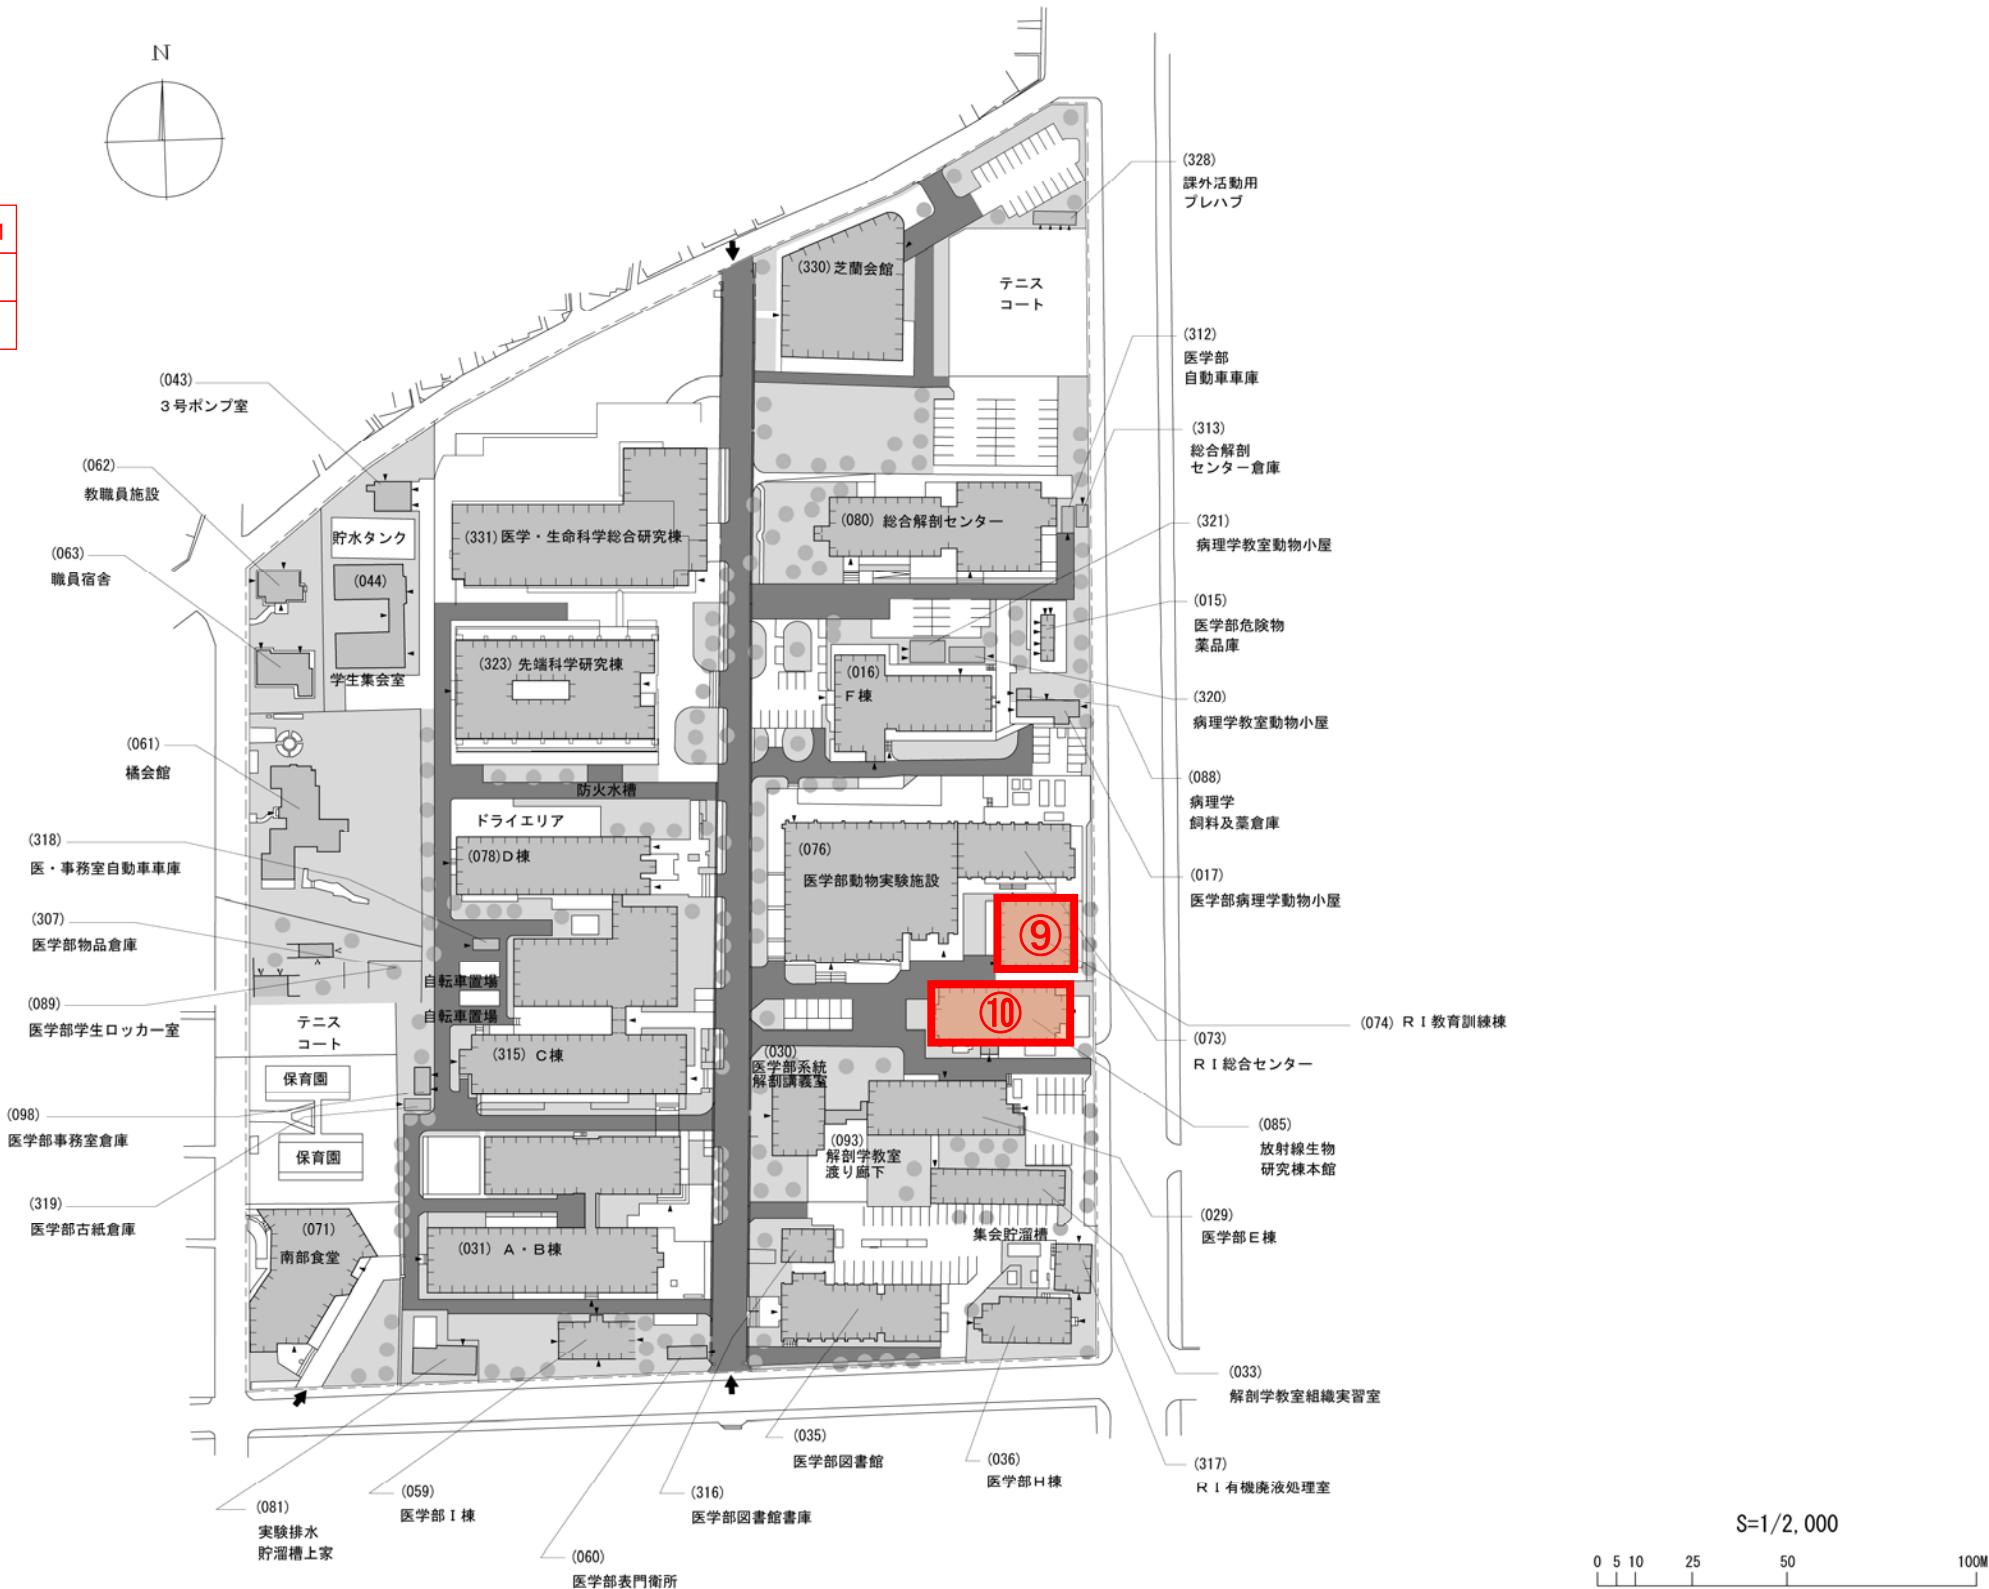 N
1
(328)
課外活動用
プレハブ
(330) 芝蘭会館
テニス
コート
(312)
医学部
自動車車庫
(043)
3号ポンプ室
(313)
総合解剖
センター倉庫
(062)
教職員施設
(080) 総合解剖センター
(321)
病理学教室動物小屋
(331) 医学・生命科学総合研究棟
貯水タンク
(063)
職員宿舎
(044)
学生集会室
(015)
医学部危険物
薬品庫
(323) 先端科学研究棟
(016)
F棟
(320)
病理学教室動物小屋
(061)
橘会館
防火水槽
(088)
病理学
飼料及薬倉庫
ドライエリア
(318)
医・事務室自動車車庫
(078) D棟
(076)
医学部動物実験施設
(017)
医学部病理学動物小屋
(307)
医学部物品倉庫
⑨
自転車置場
自転車置場
⑩
(089)
医学部学生ロッカー室
テニス
コート
(074) RI教育訓練棟
(073)
RI総合センター
(315) C棟
(030)
医学部系統
解剖講義室
保育園
(098)
医学部事務室倉庫
(085)
放射線生物
研究棟本館
(093)
解剖学教室
渡り廊下
保育園
(319)
医学部古紙倉庫
(029)
医学部E棟
(071)
南部食堂
(031) A・B棟
集会貯溜槽
(033)
解剖学教室組織実習室
(035)
医学部図書館
(036)
医学部H棟
(317)
RI有機廃液処理室
(081)
実験排水
貯溜槽上家
(059)
医学部I棟
(316)
医学部図書館書庫
(060)
医学部表門衛所
S=1/2,000
0 5 10 25 50 100M